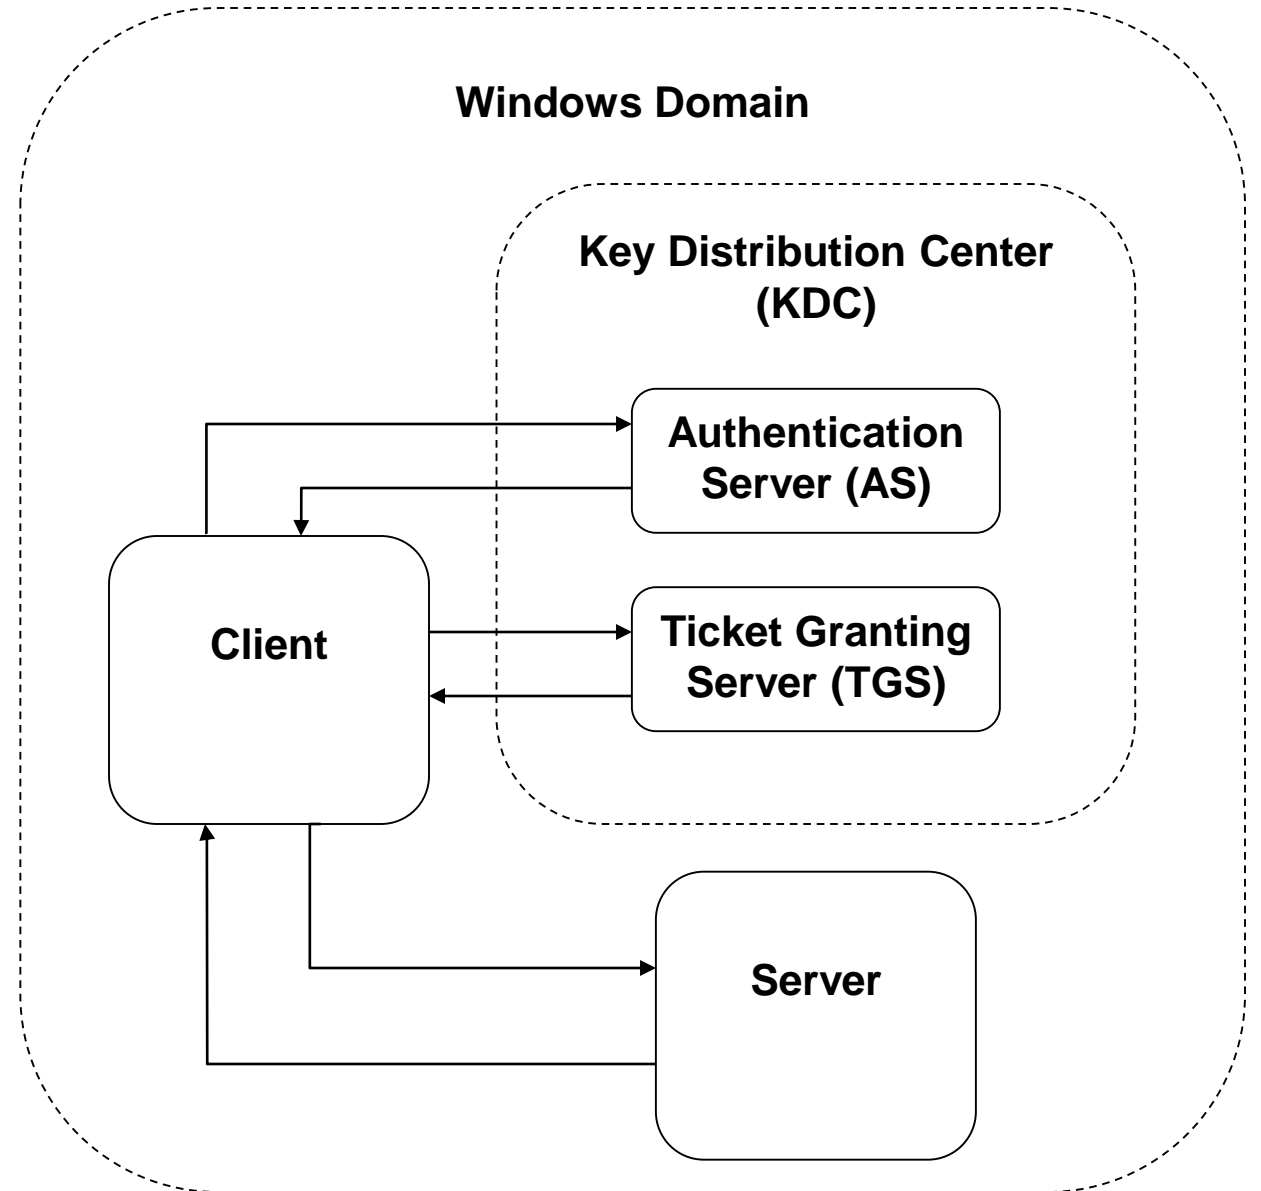 Windows Domain
Key Distribution Center
(KDC)
Authentication
Server (AS)
Client
Ticket Granting
Server (TGS)
Server